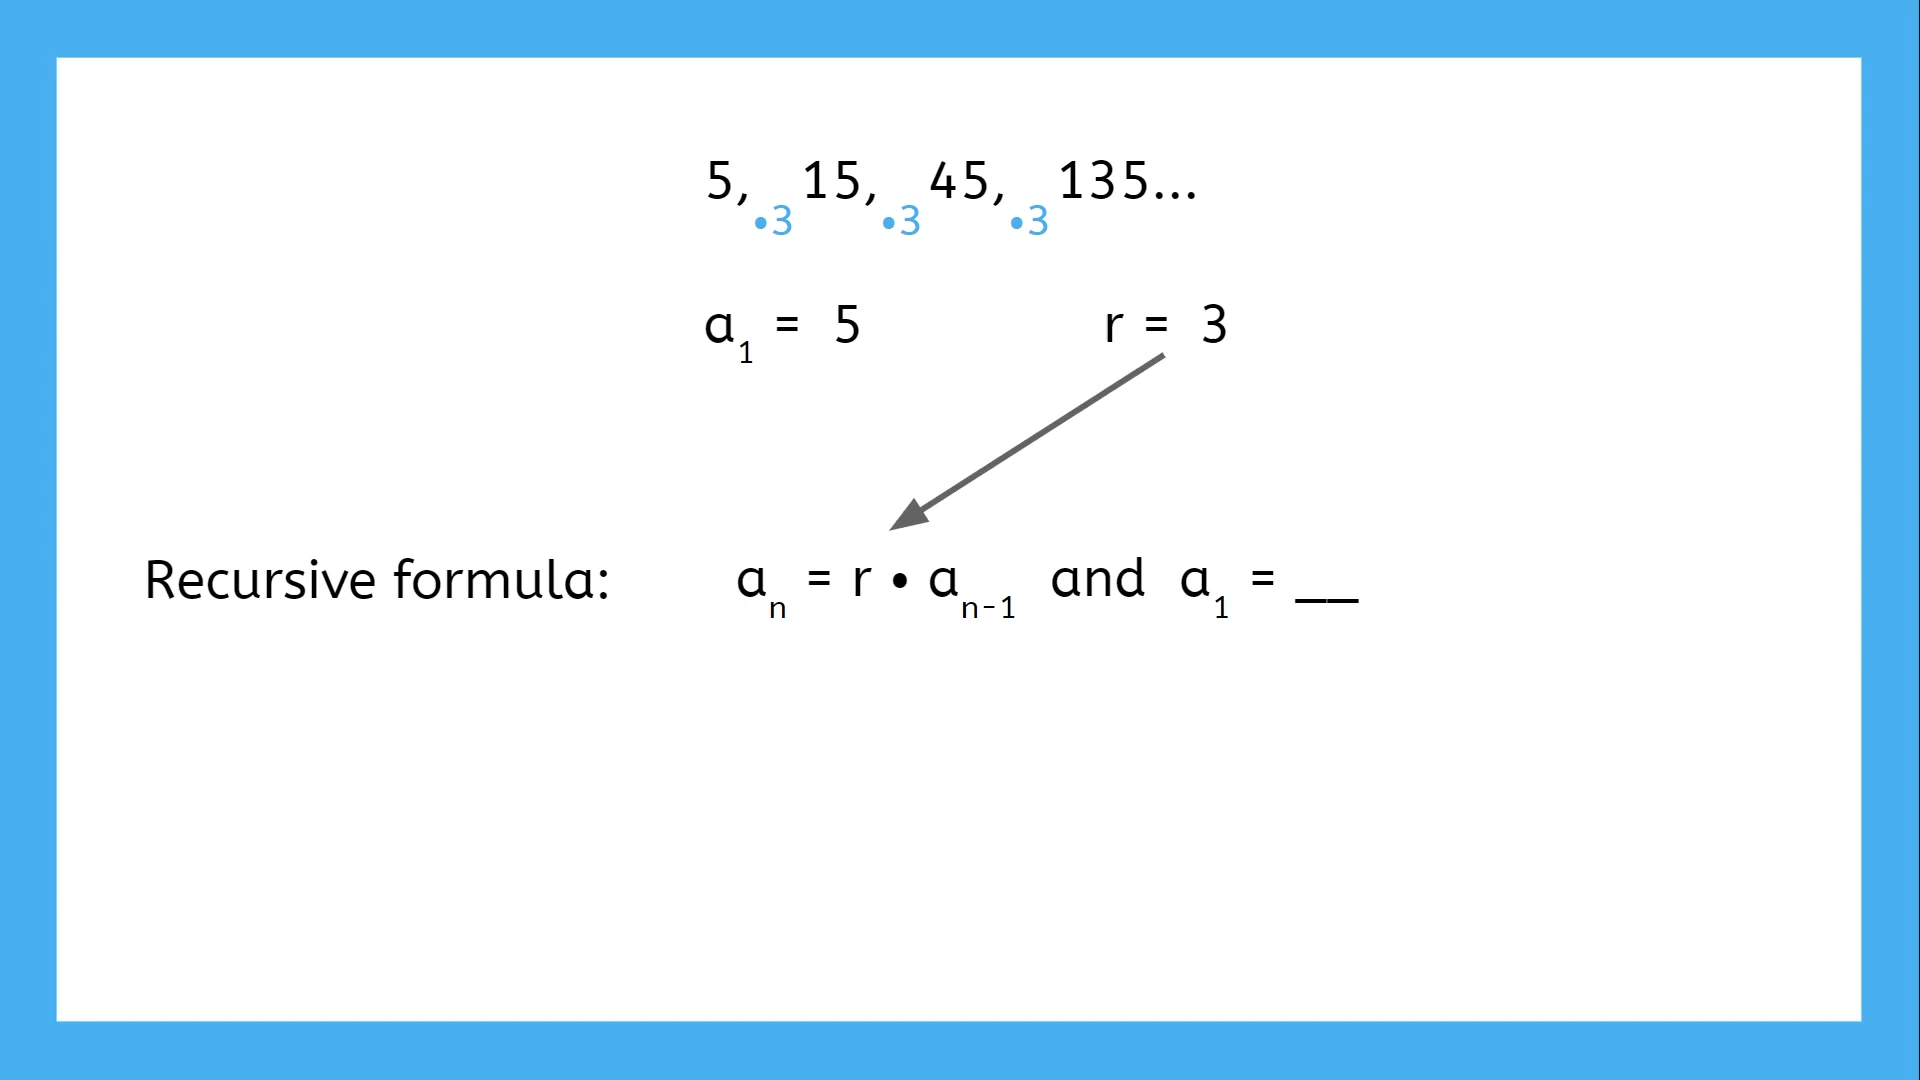 5, 15, 45, 135...
•3 •3 •3
a₁ = 5 r = 3
Recursive formula: aₙ = r • aₙ₋₁ and a₁ = __